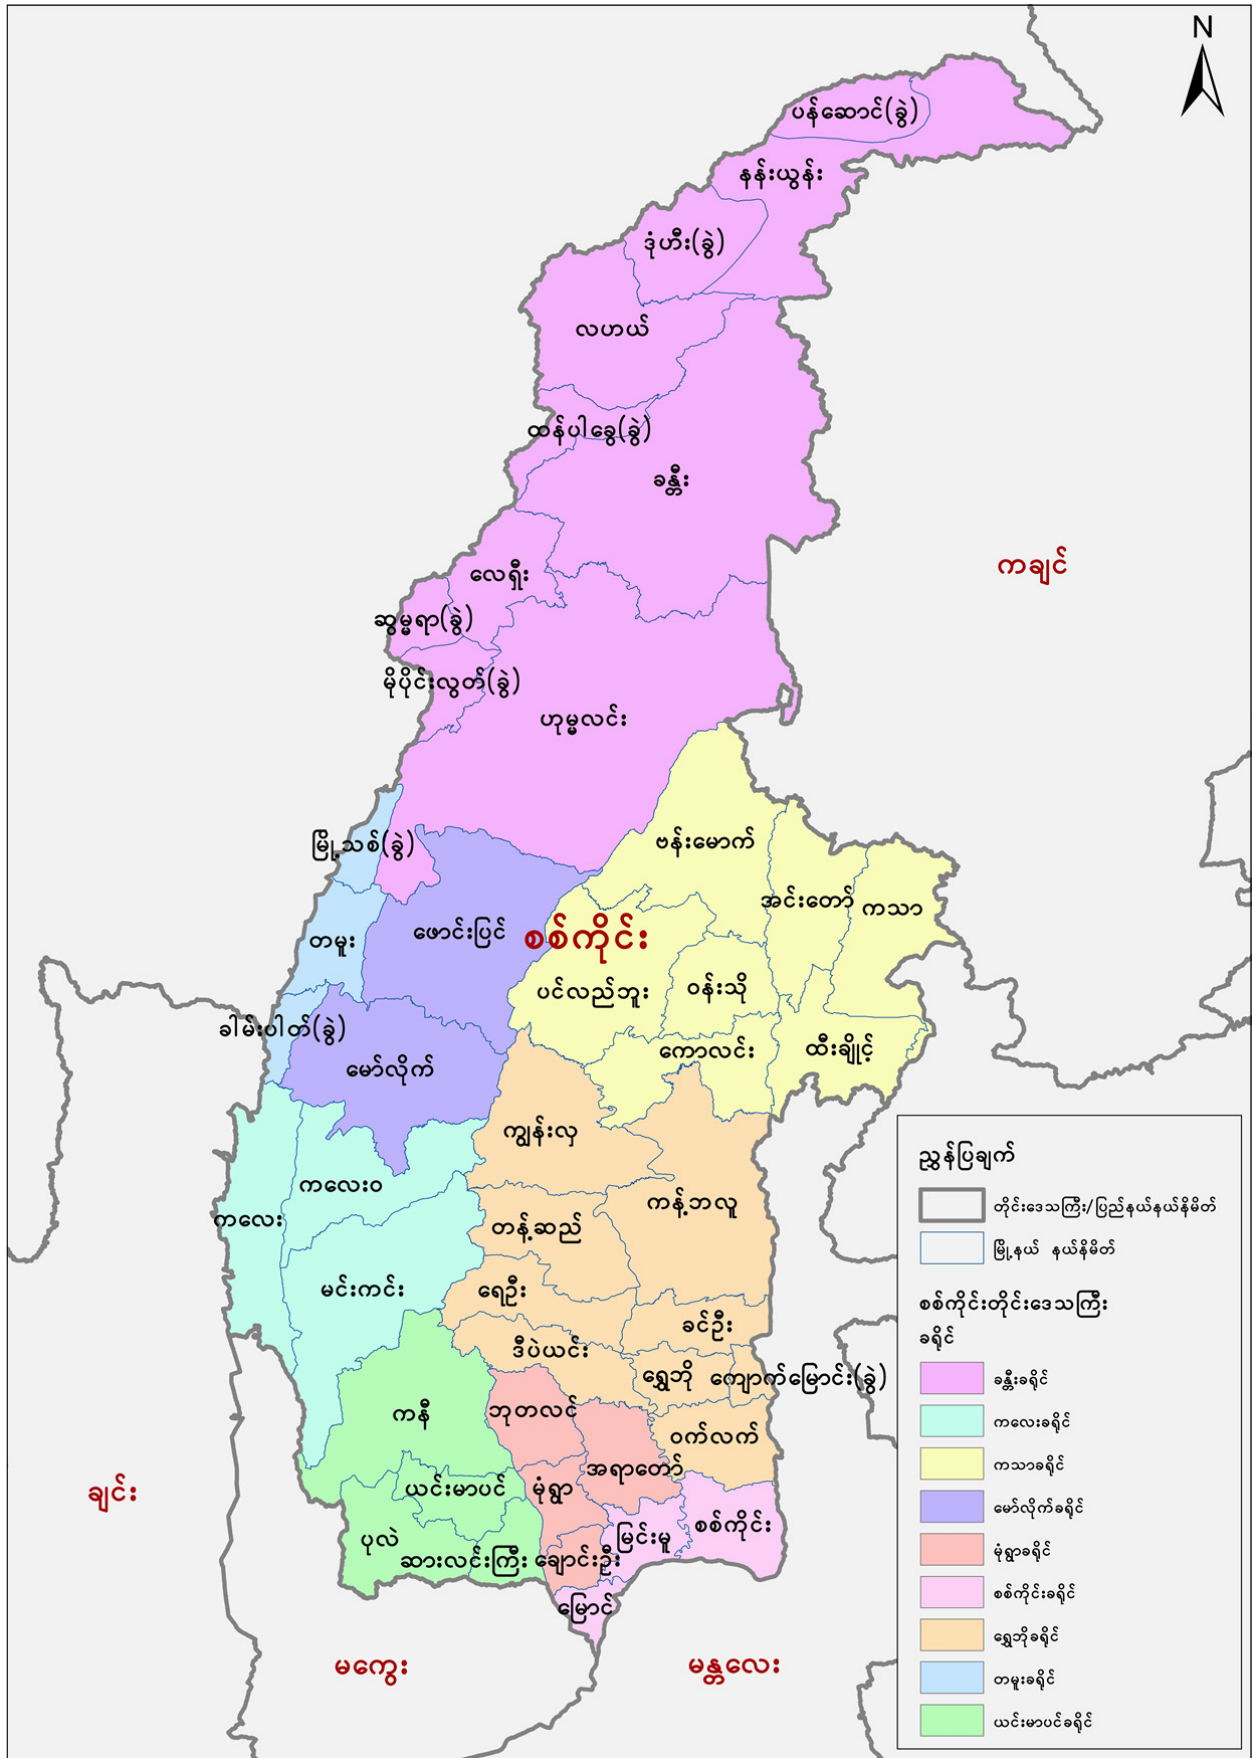 N
ပန်ဆောင်(ခွဲ)
နန်းယွန်း
ဒုံဟီး(ခွဲ)
လဟယ်
ထန်ပါခွေ(ခွဲ)
ခန္တီး
ကချင်
လေရှီး
ဆွမ္မရာ(ခွဲ)
မိုပိုင်းလွတ်(ခွဲ)
ဟုမ္မလင်း
ဗန်းမောက်
မြို့သစ်(ခွဲ)
အင်းတော်
ကသာ
ဖောင်းပြင်
စစ်ကိုင်း
တမူး
ပင်လည်ဘူး
ဝန်းသို
ခါမ်းပါတ်(ခွဲ)
ကောလင်း
ထီးချိုင့်
မော်လိုက်
ကျွန်းလှ
ကလေးဝ
ကန့်ဘလူ
ကလေး
တန့်ဆည်
မင်းကင်း
ရေဦး
ခင်ဦး
ဒီပဲယင်း
ရွှေဘို
ကျောက်မြောင်း(ခွဲ)
ကနီ
ဘုတလင်
ဝက်လက်
အရာတော်
ချင်း
ယင်းမာပင်
မုံရွာ
စစ်ကိုင်း
မြင်းမူ
ပုလဲ
ဆားလင်းကြီး
ချောင်းဦး
မြောင်
မကွေး
မန္တလေး
ညွှန်ပြချက်
တိုင်းဒေသကြီး/ပြည်နယ်နယ်နိမိတ်
မြို့နယ် နယ်နိမိတ်
စစ်ကိုင်းတိုင်းဒေသကြီး
ခရိုင်
ခန္တီးခရိုင်
ကလေးခရိုင်
ကသာခရိုင်
မော်လိုက်ခရိုင်
မုံရွာခရိုင်
စစ်ကိုင်းခရိုင်
ရွှေဘိုခရိုင်
တမူးခရိုင်
ယင်းမာပင်ခရိုင်